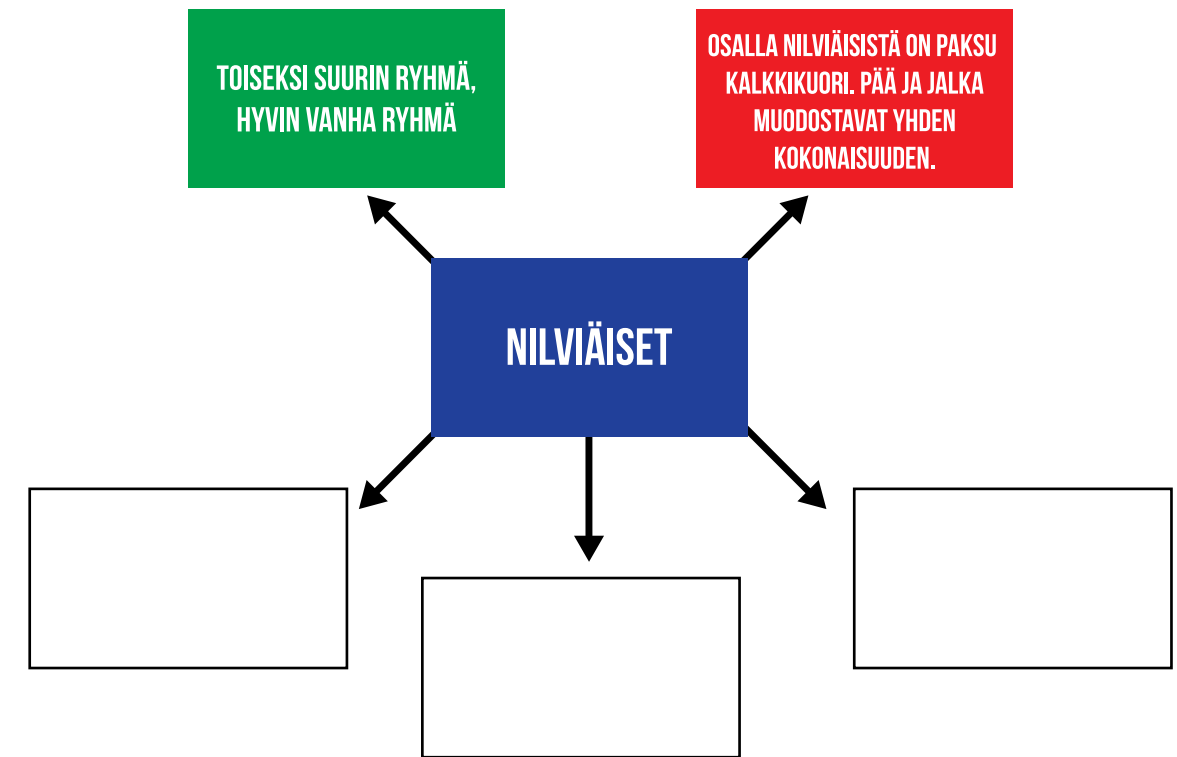 TOISEKSI SUURIN RYHMÄ,
HYVIN VANHA RYHMÄ
OSALLA NILVIÄISISTÄ ON PAKSU
KALKKIKUORI. PÄÄ JA JALKA
MUODOSTAVAT YHDEN
KOKONAISUUDEN.
NILVIÄISET